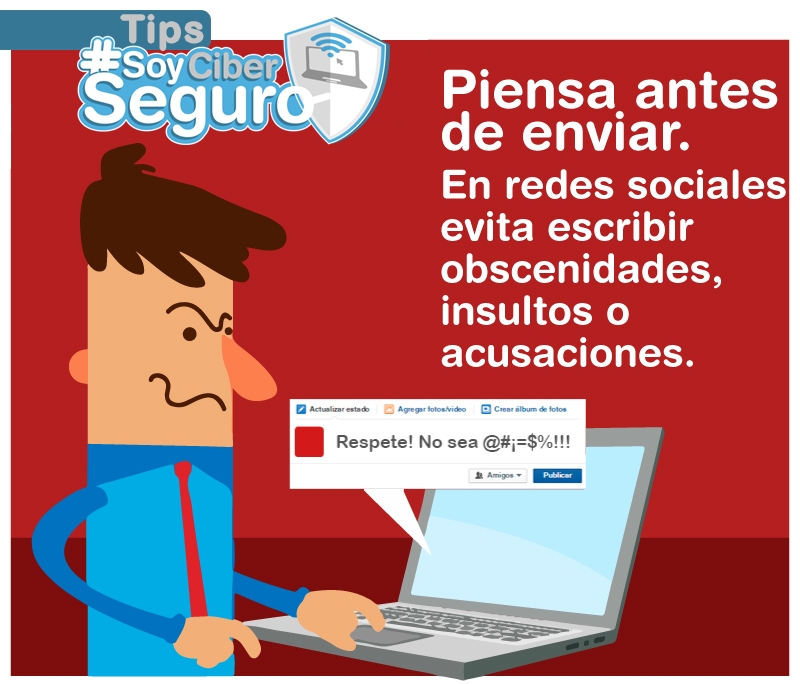 Tips
#SoyCiber
Seguro
Piensa antes
de enviar.
En redes sociales
evita escribir
obscenidades,
insultos o
acusaciones.
Actualizar estado Agregar fotos/video Crear álbum de fotos
Respete! No sea @#¡=$%!!!
Amigos Publicar